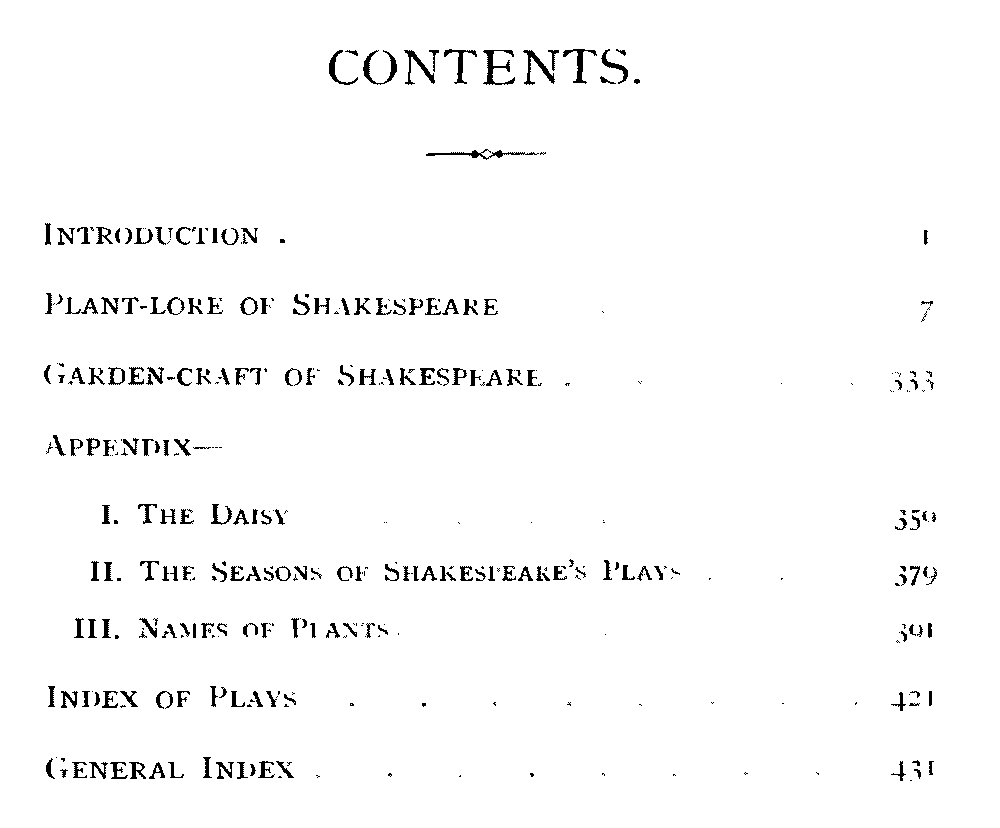 CONTENTS.
INTRODUCTION . 1
PLANT-LORE OF SHAKESPEARE 7
GARDEN-CRAFT OF SHAKESPEARE . . . . 333
APPENDIX—
I. THE DAISY . . . . 359
II. THE SEASONS OF SHAKESPEARE'S PLAYS . . 379
III. NAMES OF PLANTS . . 391
INDEX OF PLAYS . . . . . . . . 421
GENERAL INDEX . . . . . . . . 431